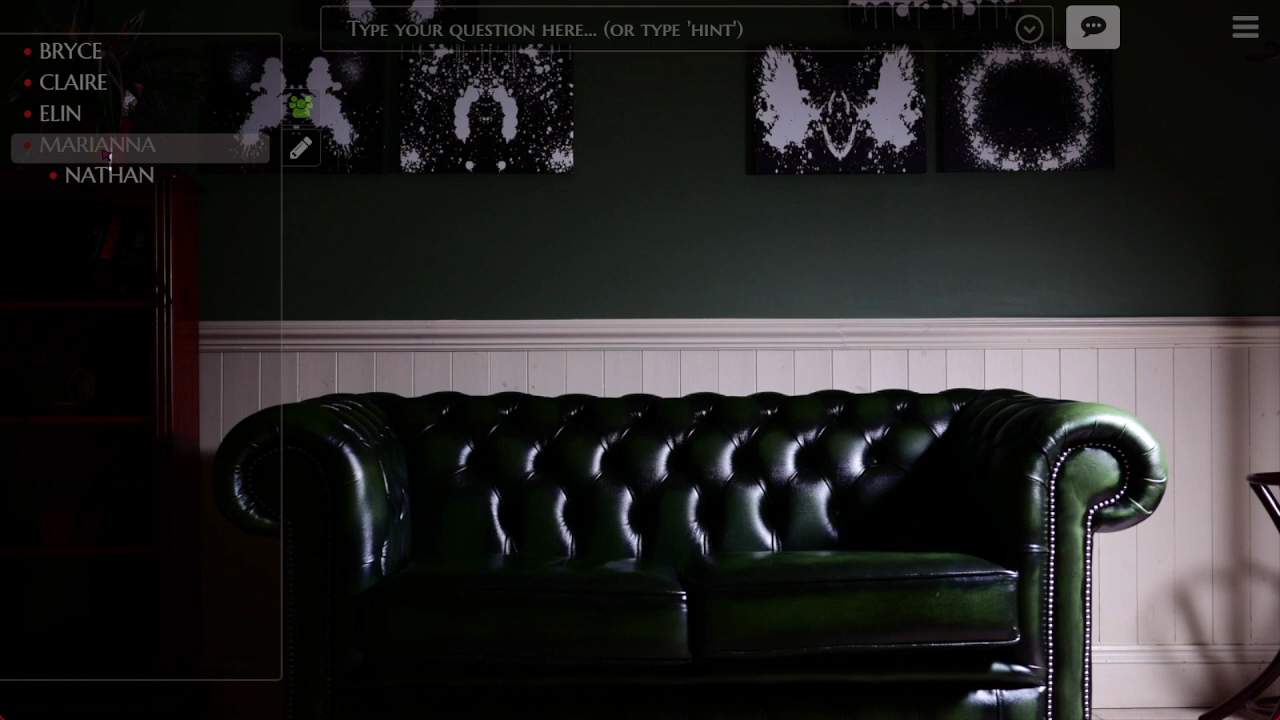 Type your question here... (or type 'hint')
BRYCE
CLAIRE
ELIN
MARIANNA
NATHAN